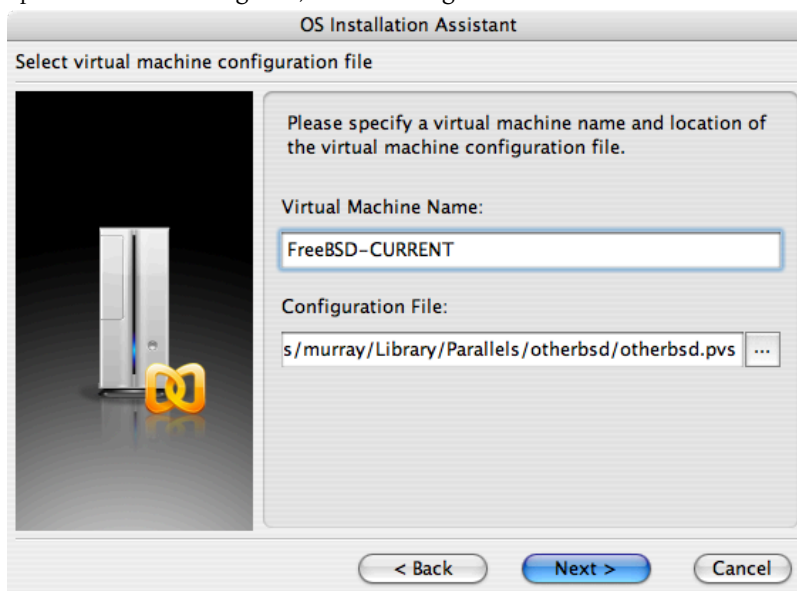 OS Installation Assistant
Select virtual machine configuration file
Please specify a virtual machine name and location of
the virtual machine configuration file.
Virtual Machine Name:
FreeBSD-CURRENT
Configuration File:
s/murray/Library/Parallels/otherbsd/otherbsd.pvs ...
< Back Next > Cancel